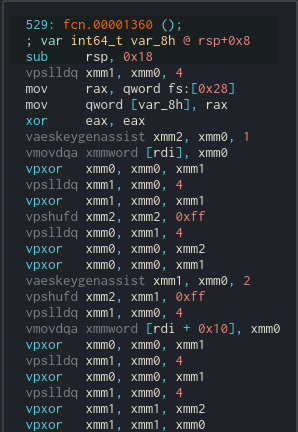 529: fcn.00001360 ();
; var int64_t var_8h @ rsp+0x8
sub rsp, 0x18
vpslldq xmm1, xmm0, 4
mov rax, qword fs:[0x28]
mov qword [var_8h], rax
xor eax, eax
vaeskeygenassist xmm2, xmm0, 1
vmovdqa xmmword [rdi], xmm0
vpxor xmm0, xmm0, xmm1
vpslldq xmm1, xmm1, 4
vpxor xmm0, xmm0, xmm1
vpshufd xmm2, xmm2, 0xff
vpslldq xmm1, xmm1, 4
vpxor xmm0, xmm0, xmm2
vpxor xmm0, xmm0, xmm1
vaeskeygenassist xmm1, xmm0, 2
vpshufd xmm2, xmm1, 0xff
vpslldq xmm1, xmm0, 4
vmovdqa xmmword [rdi + 0x10], xmm0
vpxor xmm0, xmm0, xmm1
vpslldq xmm1, xmm1, 4
vpxor xmm0, xmm0, xmm1
vpslldq xmm1, xmm1, 4
vpxor xmm1, xmm1, xmm2
vpxor xmm1, xmm1, xmm0